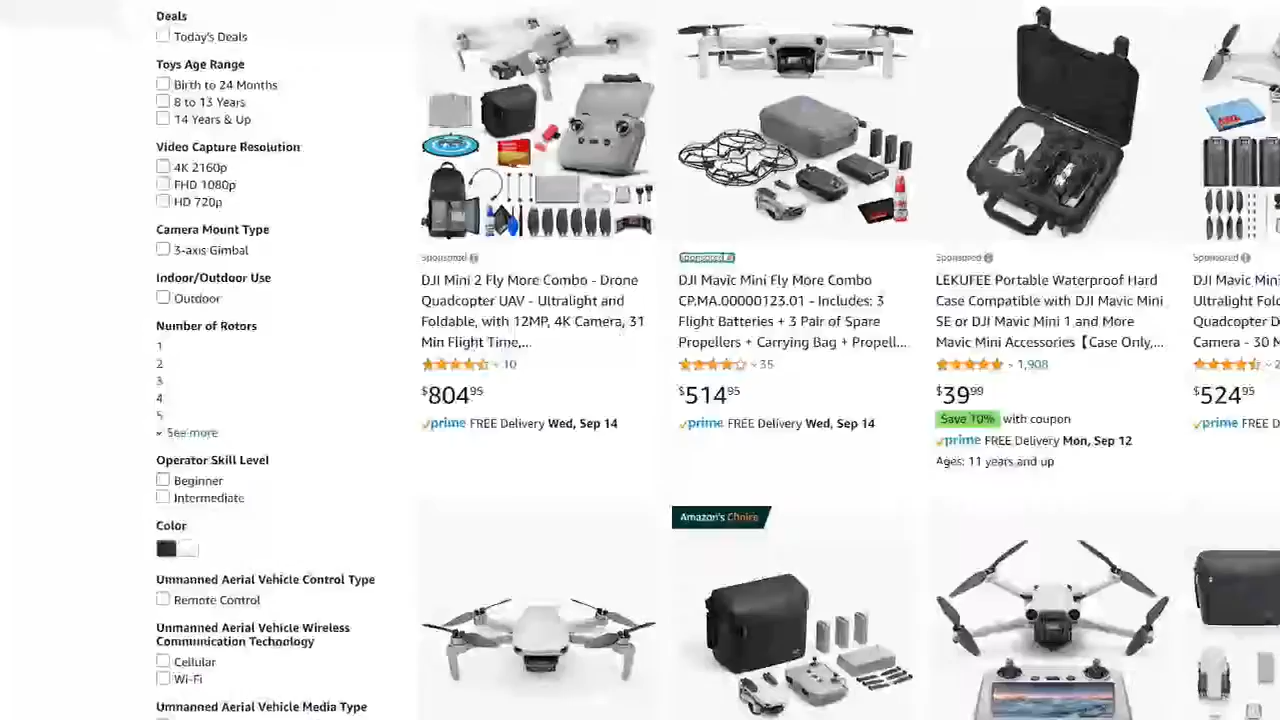 Deals
Today's Deals
Toys Age Range
Birth to 24 Months
8 to 13 Years
14 Years & Up
Video Capture Resolution
4K 2160p
FHD 1080p
HD 720p
Camera Mount Type
3-axis Gimbal
Indoor/Outdoor Use
Outdoor
Number of Rotors
1
2
3
4
5
See more
Operator Skill Level
Beginner
Intermediate
Color
Unmanned Aerial Vehicle Control Type
Remote Control
Unmanned Aerial Vehicle Wireless
Communication Technology
Cellular
Wi-Fi
Unmanned Aerial Vehicle Media Type
Sponsored
DJI Mini 2 Fly More Combo - Drone
Quadcopter UAV - Ultralight and
Foldable, with 12MP, 4K Camera, 31
Min Flight Time,...
10
$80495
prime FREE Delivery Wed, Sep 14
Sponsored
DJI Mavic Mini Fly More Combo
CP.MA.00000123.01 - Includes: 3
Flight Batteries + 3 Pair of Spare
Propellers + Carrying Bag + Propell...
35
$51495
prime FREE Delivery Wed, Sep 14
Sponsored
LEKUFEE Portable Waterproof Hard
Case Compatible with DJI Mavic Mini
SE or DJI Mavic Mini 1 and More
Mavic Mini Accessories【Case Only,...
1,908
$3999
Save 10% with coupon
prime FREE Delivery Mon, Sep 12
Ages: 11 years and up
Sponsored
DJI Mavic Mini
Ultralight Fol
Quadcopter D
Camera - 30 M
$52495
prime FREE D
Amazon's Choice